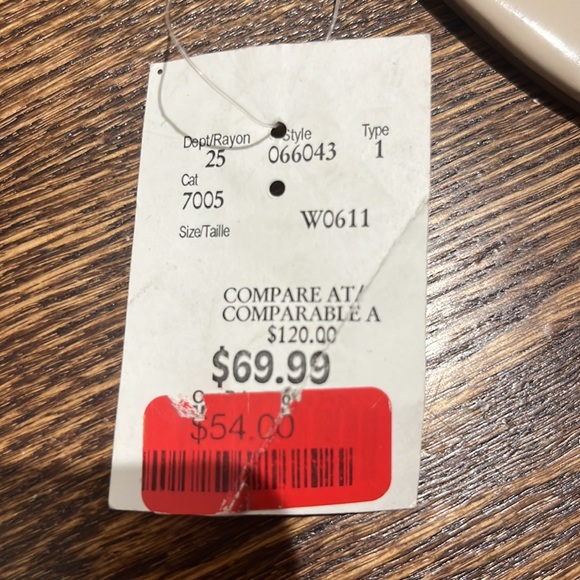 Dept/Rayon Style Type
25 066043 1
Cat
7005
Size/Taille W0611
COMPARE AT/
COMPARABLE A
$120.00
$69.99
$54.00